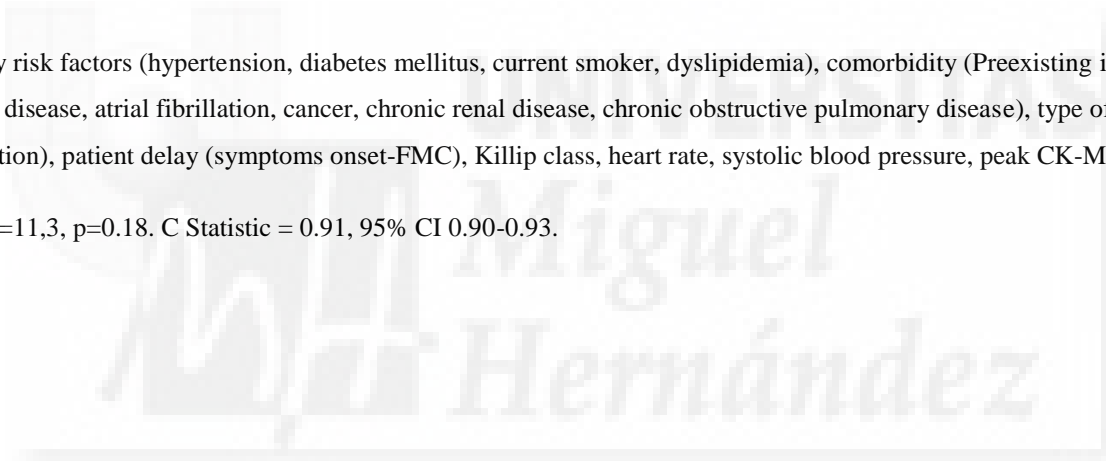 y risk factors (hypertension, diabetes mellitus, current smoker, dyslipidemia), comorbidity (Preexisting i
disease, atrial fibrillation, cancer, chronic renal disease, chronic obstructive pulmonary disease), type o
tion), patient delay (symptoms onset-FMC), Killip class, heart rate, systolic blood pressure, peak CK-M
=11,3, p=0.18. C Statistic = 0.91, 95% CI 0.90-0.93.
UNIVERSITAS
Miguel
Hernández